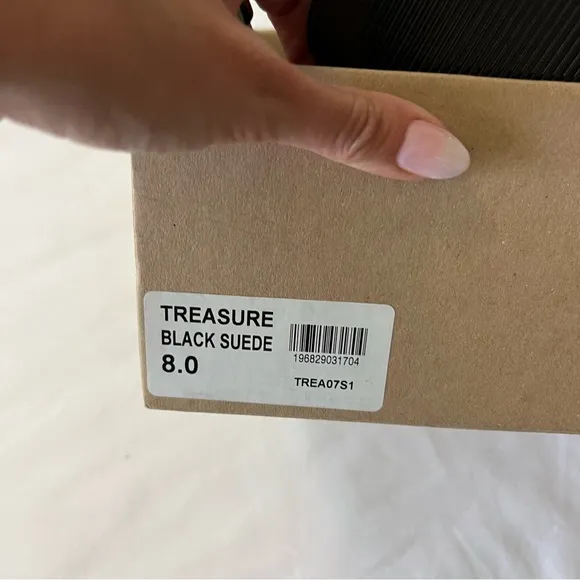 TREASURE
BLACK SUEDE
8.0
196829031704
TREA07S1